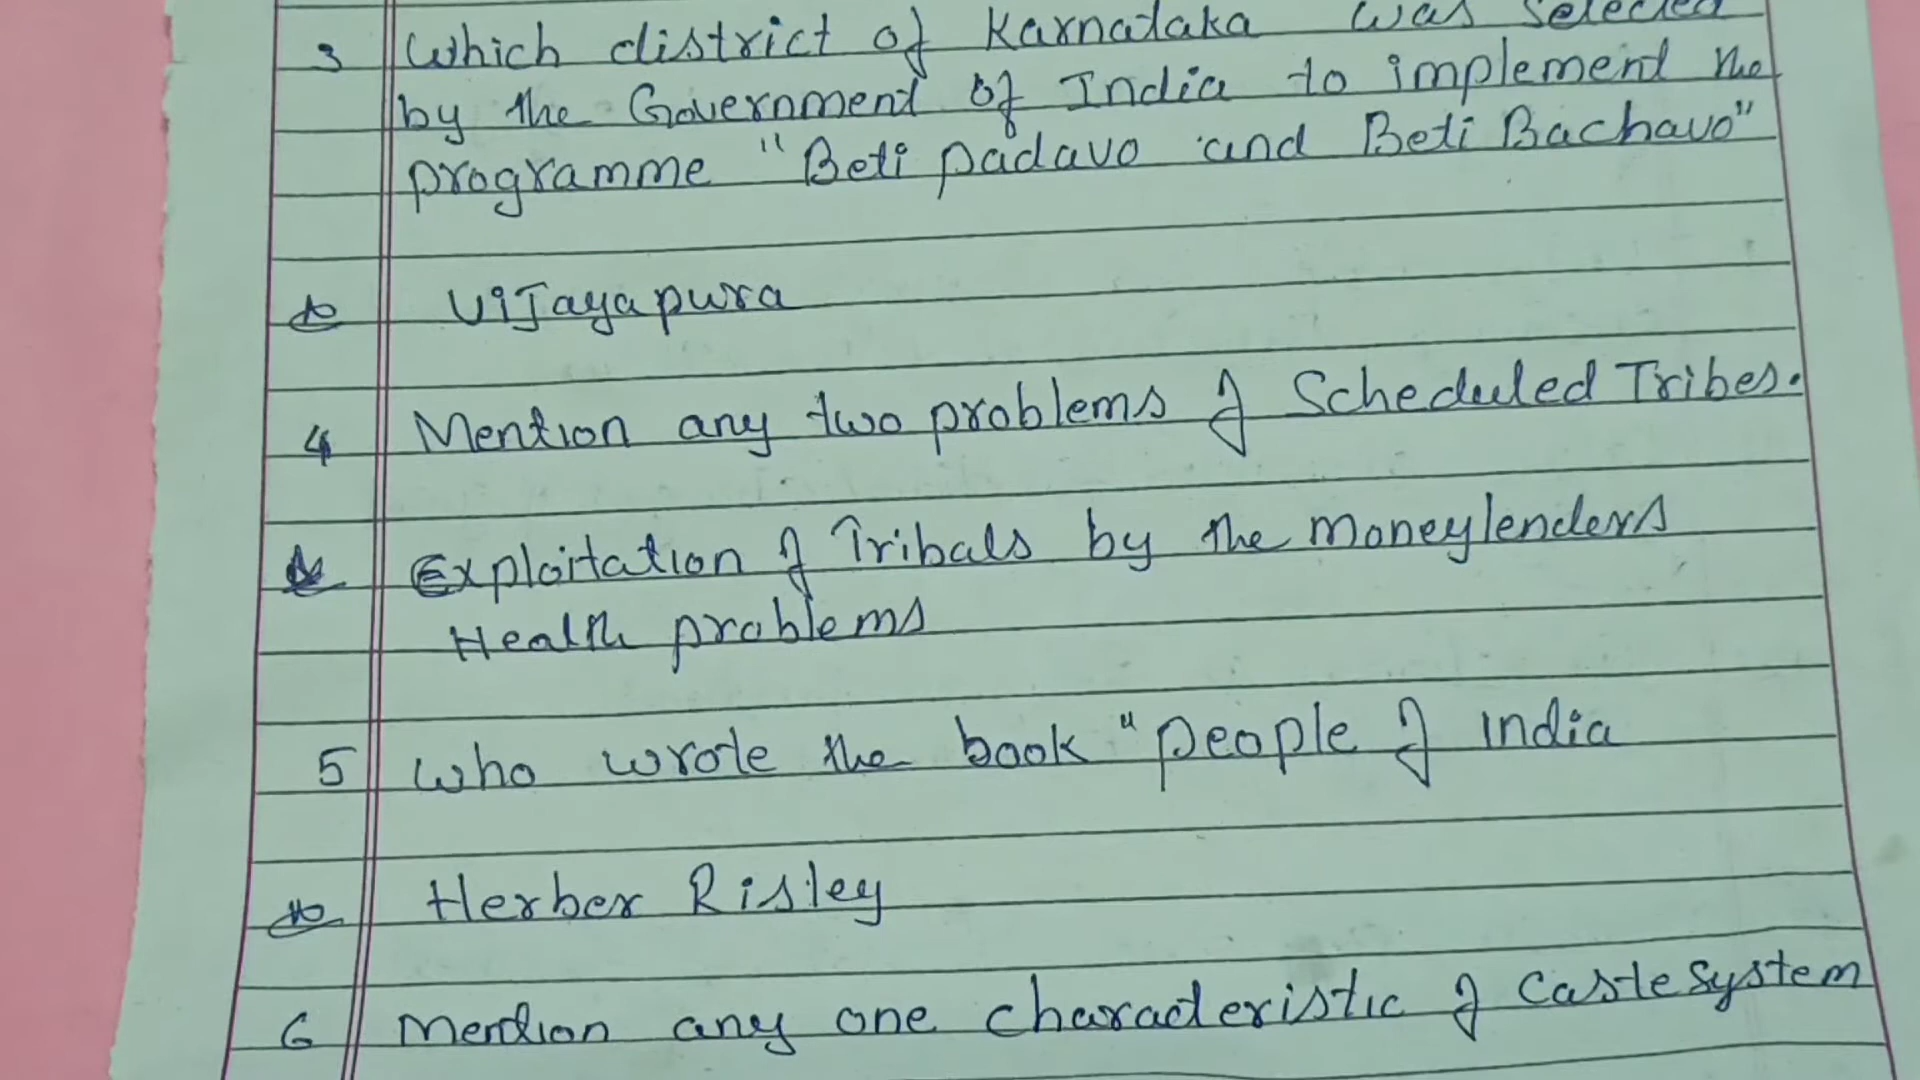 3 Which district of Karnataka was selected
by the Government of India to implement the
programme "Beti padavo and Beti Bachavo"
Vijayapura
4 Mention any two problems of Scheduled Tribes.
Exploitation of Tribals by the Moneylenders
Health problems
5 Who wrote the book "people of india
Herber Risley
6 Mention any one characteristic of Caste System